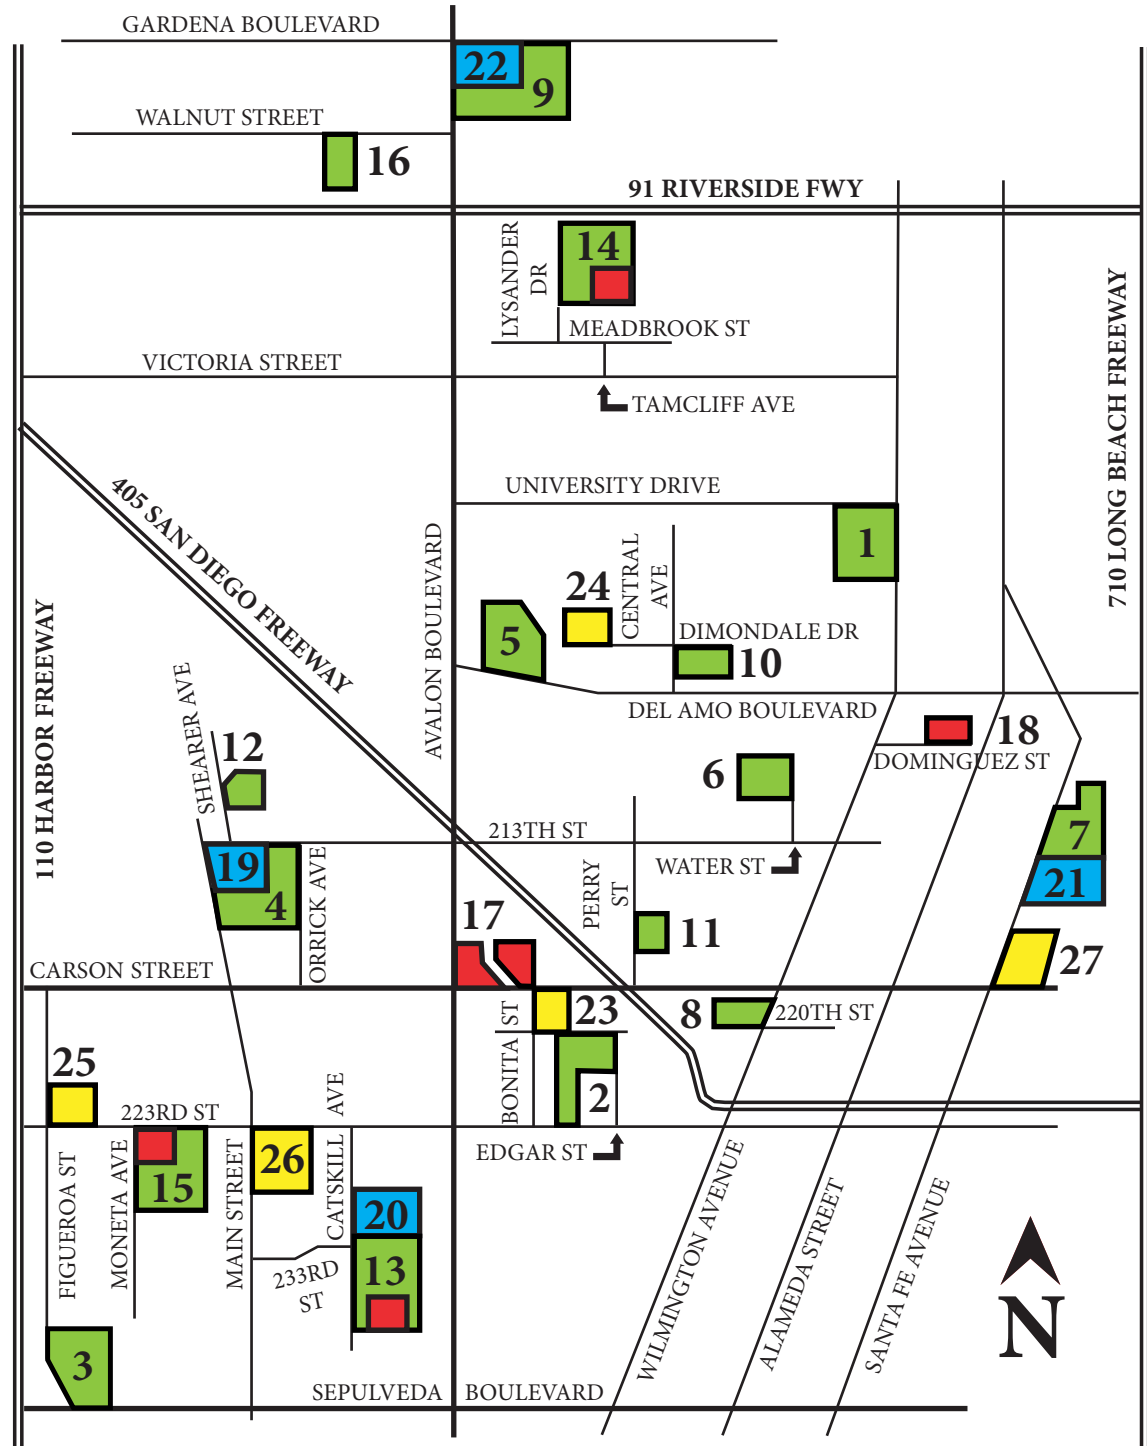 GARDENA BOULEVARD
22
9
WALNUT STREET
16
91 RIVERSIDE FWY
LYSANDER
DR
14
MEADBROOK ST
710 LONG BEACH FREEWAY
VICTORIA STREET
TAMCLIFF AVE
405 SAN DIEGO FREEWAY
UNIVERSITY DRIVE
1
AVALON BOULEVARD
24
CENTRAL
AVE
5
DIMONDALE DR
10
110 HARBOR FREEWAY
SHEARER AVE
DEL AMO BOULEVARD
12
18
DOMINGUEZ ST
6
213TH ST
WATER ST
7
19
4
ORRICK AVE
PERRY
ST
21
17
11
27
CARSON STREET
BONITA ST
23
8
220TH ST
25
223RD ST
CATSKILL AVE
2
EDGAR ST
FIGUEROA ST
MONETA AVE
15
MAIN STREET
26
20
233RD
ST
13
WILMINGTON AVENUE
ALAMEDA STREET
SANTA FE AVENUE
N
3
SEPULVEDA BOULEVARD